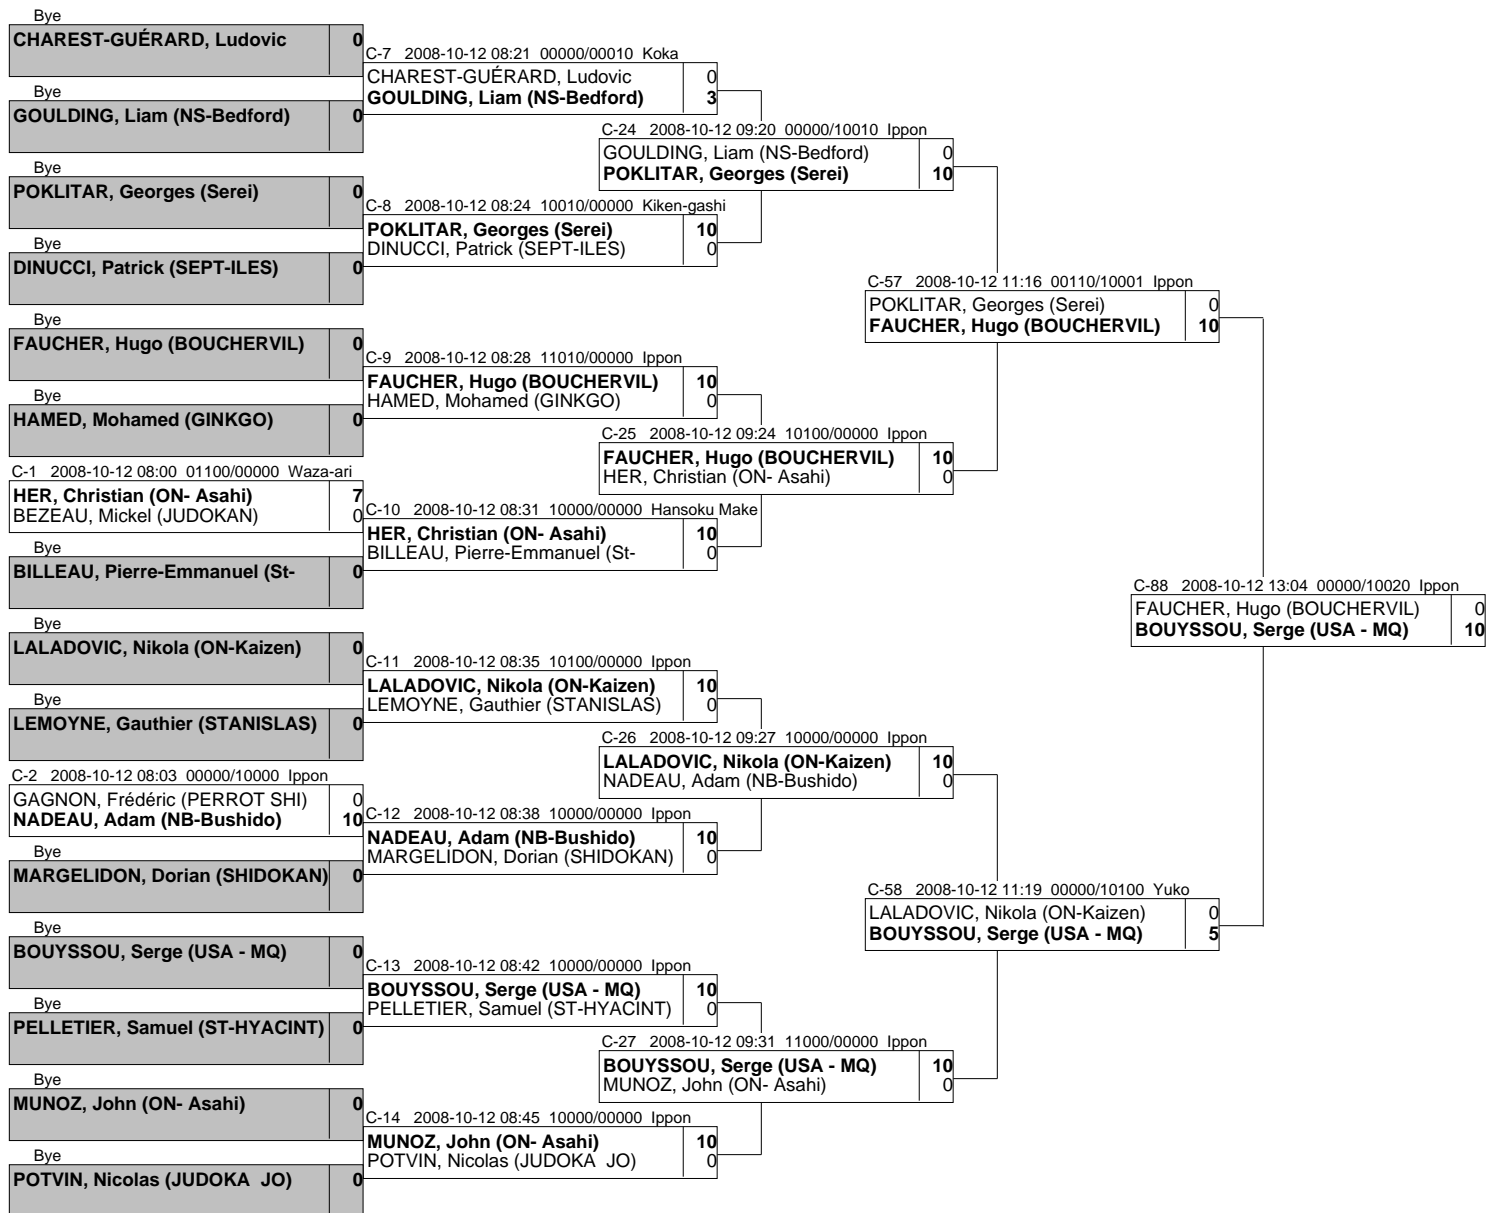 Bye
CHAREST-GUÉRARD, Ludovic 0
Bye
GOULDING, Liam (NS-Bedford) 0
Bye
POKLITAR, Georges (Serei) 0
Bye
DINUCCI, Patrick (SEPT-ILES) 0
Bye
FAUCHER, Hugo (BOUCHERVIL) 0
Bye
HAMED, Mohamed (GINKGO) 0
C-1 2008-10-12 08:00 01100/00000 Waza-ari
HER, Christian (ON- Asahi) 7
BEZEAU, Mickel (JUDOKAN) 0
Bye
BILLEAU, Pierre-Emmanuel (St- 0
Bye
LALADOVIC, Nikola (ON-Kaizen) 0
Bye
LEMOYNE, Gauthier (STANISLAS) 0
C-2 2008-10-12 08:03 00000/10000 Ippon
GAGNON, Frédéric (PERROT SHI) 0
NADEAU, Adam (NB-Bushido) 10
Bye
MARGELIDON, Dorian (SHIDOKAN) 0
Bye
BOUYSSOU, Serge (USA - MQ) 0
Bye
PELLETIER, Samuel (ST-HYACINT) 0
Bye
MUNOZ, John (ON- Asahi) 0
Bye
POTVIN, Nicolas (JUDOKA  JO) 0
C-7 2008-10-12 08:21 00000/00010 Koka
CHAREST-GUÉRARD, Ludovic 0
GOULDING, Liam (NS-Bedford) 3
C-8 2008-10-12 08:24 10010/00000 Kiken-gashi
POKLITAR, Georges (Serei) 10
DINUCCI, Patrick (SEPT-ILES) 0
C-9 2008-10-12 08:28 11010/00000 Ippon
FAUCHER, Hugo (BOUCHERVIL) 10
HAMED, Mohamed (GINKGO) 0
C-10 2008-10-12 08:31 10000/00000 Hansoku Make
HER, Christian (ON- Asahi) 10
BILLEAU, Pierre-Emmanuel (St- 0
C-11 2008-10-12 08:35 10100/00000 Ippon
LALADOVIC, Nikola (ON-Kaizen) 10
LEMOYNE, Gauthier (STANISLAS) 0
C-12 2008-10-12 08:38 10000/00000 Ippon
NADEAU, Adam (NB-Bushido) 10
MARGELIDON, Dorian (SHIDOKAN) 0
C-13 2008-10-12 08:42 10000/00000 Ippon
BOUYSSOU, Serge (USA - MQ) 10
PELLETIER, Samuel (ST-HYACINT) 0
C-14 2008-10-12 08:45 10000/00000 Ippon
MUNOZ, John (ON- Asahi) 10
POTVIN, Nicolas (JUDOKA  JO) 0
C-24 2008-10-12 09:20 00000/10010 Ippon
GOULDING, Liam (NS-Bedford) 0
POKLITAR, Georges (Serei) 10
C-25 2008-10-12 09:24 10100/00000 Ippon
FAUCHER, Hugo (BOUCHERVIL) 10
HER, Christian (ON- Asahi) 0
C-26 2008-10-12 09:27 10000/00000 Ippon
LALADOVIC, Nikola (ON-Kaizen) 10
NADEAU, Adam (NB-Bushido) 0
C-27 2008-10-12 09:31 11000/00000 Ippon
BOUYSSOU, Serge (USA - MQ) 10
MUNOZ, John (ON- Asahi) 0
C-57 2008-10-12 11:16 00110/10001 Ippon
POKLITAR, Georges (Serei) 0
FAUCHER, Hugo (BOUCHERVIL) 10
C-58 2008-10-12 11:19 00000/10100 Yuko
LALADOVIC, Nikola (ON-Kaizen) 0
BOUYSSOU, Serge (USA - MQ) 5
C-88 2008-10-12 13:04 00000/10020 Ippon
FAUCHER, Hugo (BOUCHERVIL) 0
BOUYSSOU, Serge (USA - MQ) 10